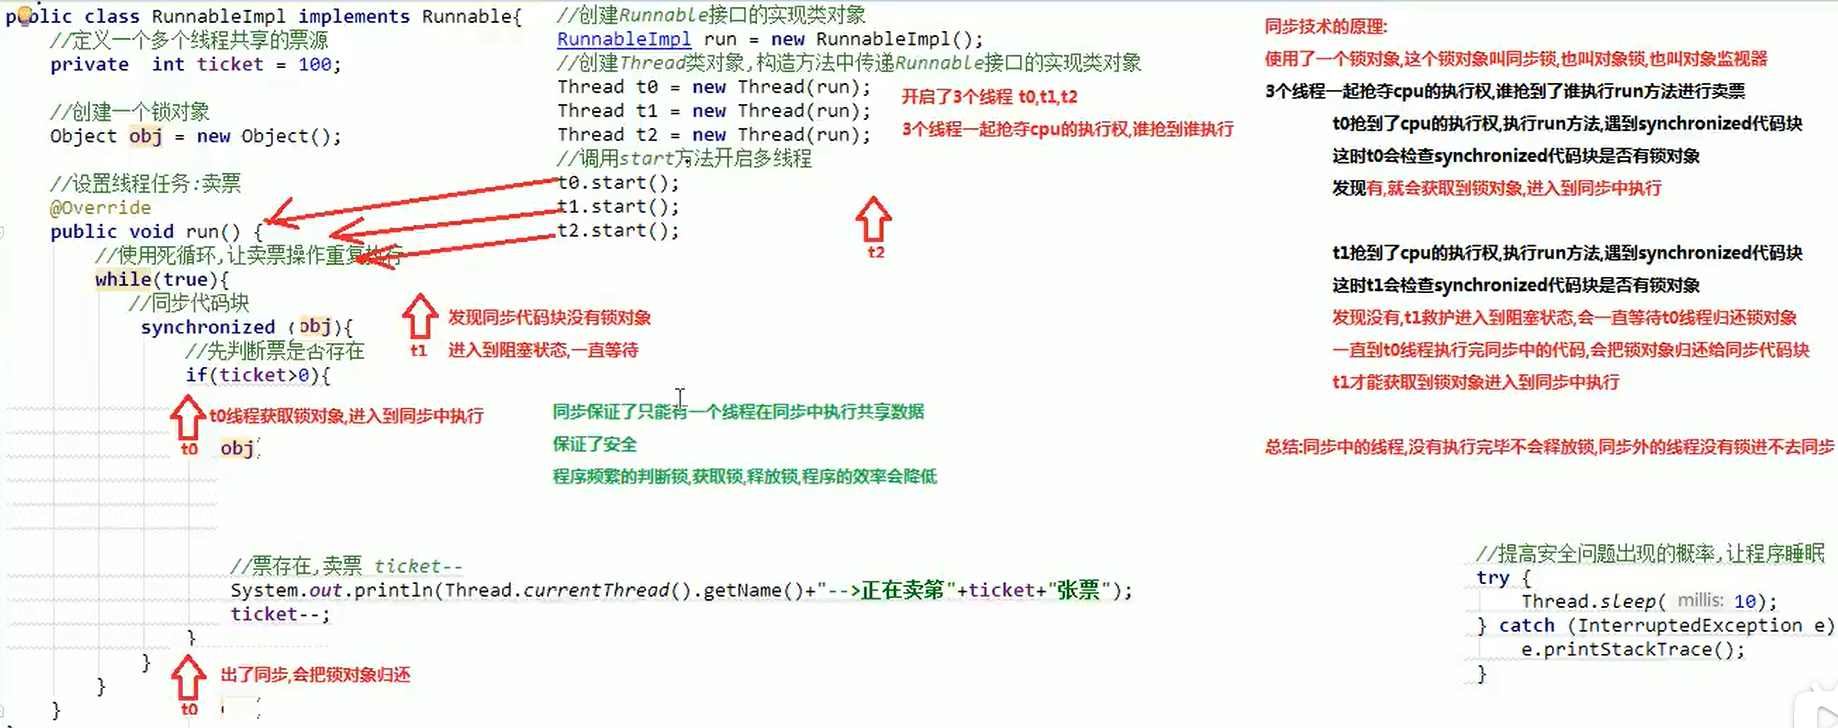 public class RunnableImpl implements Runnable{
//定义一个多个线程共享的票源
private int ticket = 100;
//创建一个锁对象
Object obj = new Object();
//设置线程任务:卖票
@Override
public void run() {
//使用死循环,让卖票操作重复执行
while(true){
//同步代码块
synchronized (obj){
//先判断票是否存在
if(ticket>0){
t0线程获取锁对象,进入到同步中执行
t0
obj
//票存在,卖票 ticket--
System.out.println(Thread.currentThread().getName()+"-->正在卖第"+ticket+"张票");
ticket--;
}
}
出了同步,会把锁对象归还
}
t0
}
//创建Runnable接口的实现类对象
RunnableImpl run = new RunnableImpl();
//创建Thread类对象,构造方法中传递Runnable接口的实现类对象
Thread t0 = new Thread(run);
Thread t1 = new Thread(run);
Thread t2 = new Thread(run);
//调用start方法开启多线程
t0.start();
t1.start();
t2.start();
开启了3个线程 t0,t1,t2
3个线程一起抢夺cpu的执行权,谁抢到谁执行
t2
发现同步代码块没有锁对象
t1
进入到阻塞状态,一直等待
同步保证了只能有一个线程在同步中执行共享数据
保证了安全
程序频繁的判断锁,获取锁,释放锁,程序的效率会降低
同步技术的原理:
使用了一个锁对象,这个锁对象叫同步锁,也叫对象锁,也叫对象监视器
3个线程一起抢夺cpu的执行权,谁抢到了谁执行run方法进行卖票
t0抢到了cpu的执行权,执行run方法,遇到synchronized代码块
这时t0会检查synchronized代码块是否有锁对象
发现有,就会获取到锁对象,进入到同步中执行
t1抢到了cpu的执行权,执行run方法,遇到synchronized代码块
这时t1会检查synchronized代码块是否有锁对象
发现没有,t1救护进入到阻塞状态,会一直等待t0线程归还锁对象
一直到t0线程执行完同步中的代码,会把锁对象归还给同步代码块
t1才能获取到锁对象进入到同步中执行
总结:同步中的线程,没有执行完毕不会释放锁,同步外的线程没有锁进不去同步
//提高安全问题出现的概率,让程序睡眠
try {
Thread.sleep( millis: 10);
} catch (InterruptedException e)
e.printStackTrace();
}